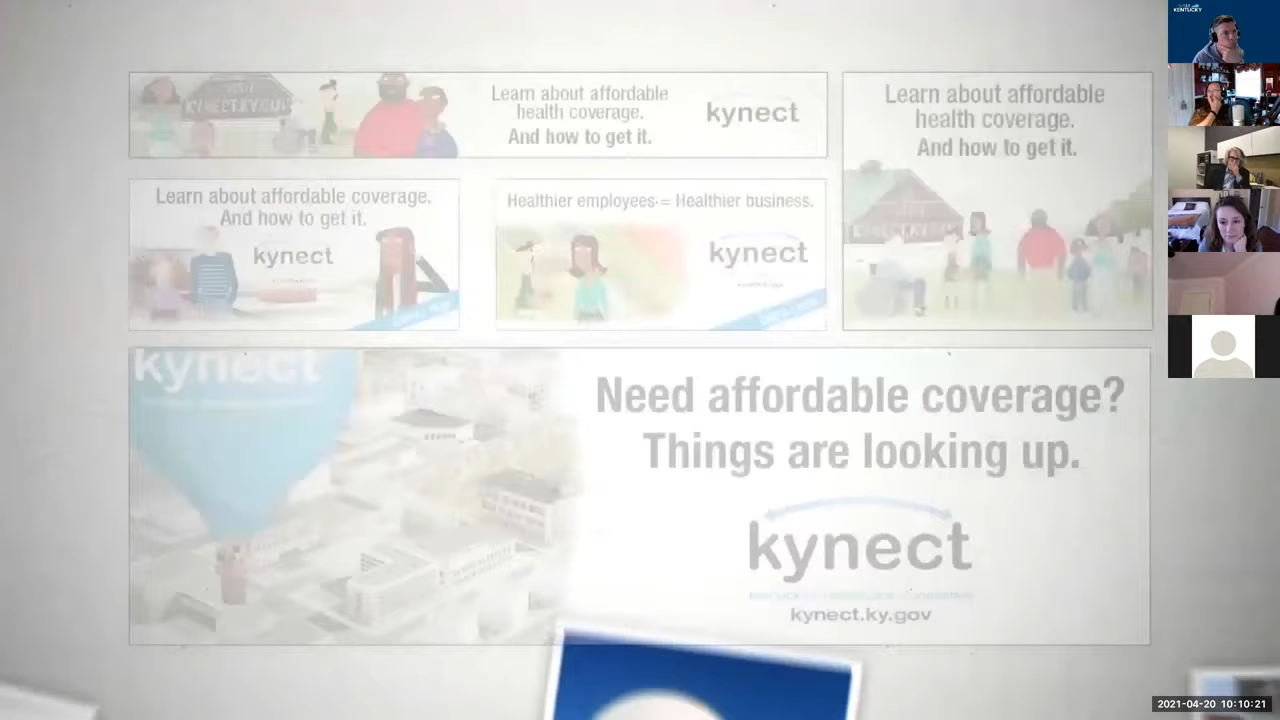 Learn about affordable
health coverage.
And how to get it.
kynect
Learn about affordable
health coverage.
And how to get it.
Learn about affordable coverage.
And how to get it.
kynect
Healthier employees = Healthier business.
kynect
kynect
Need affordable coverage?
Things are looking up.
kynect
kynect.ky.gov
KENTUCKY
2021-04-20 10:10:21